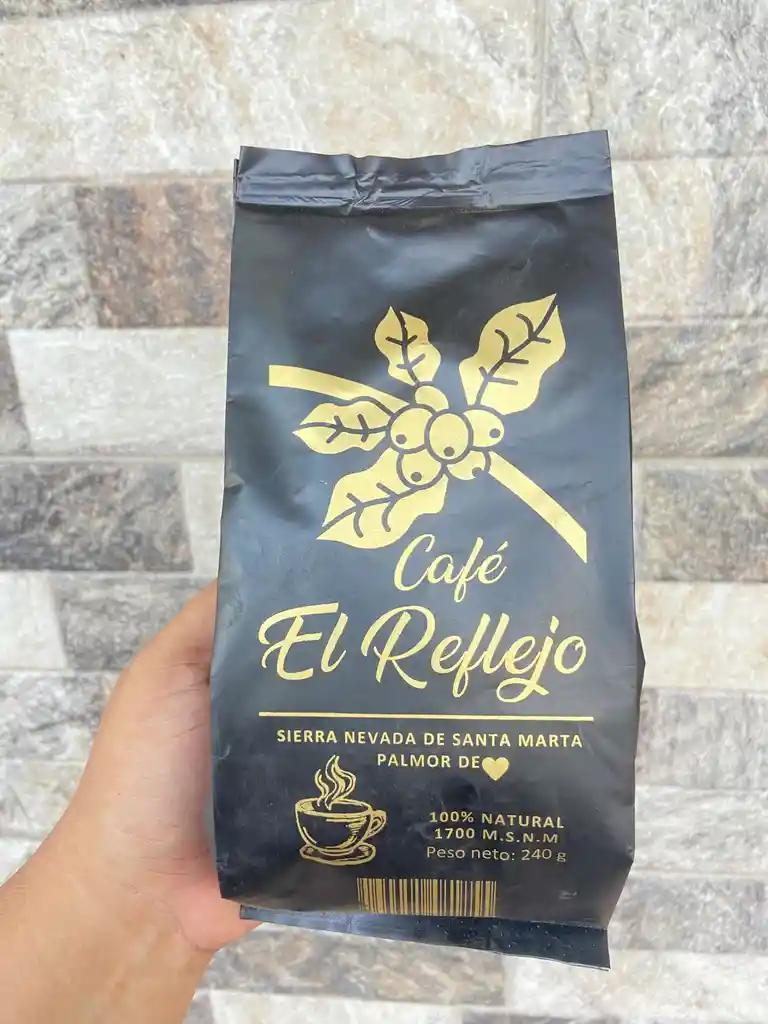 Café
El Reflejo
SIERRA NEVADA DE SANTA MARTA
PALMOR DE
100% NATURAL
1700 M.S.N.M
Peso neto: 240 g